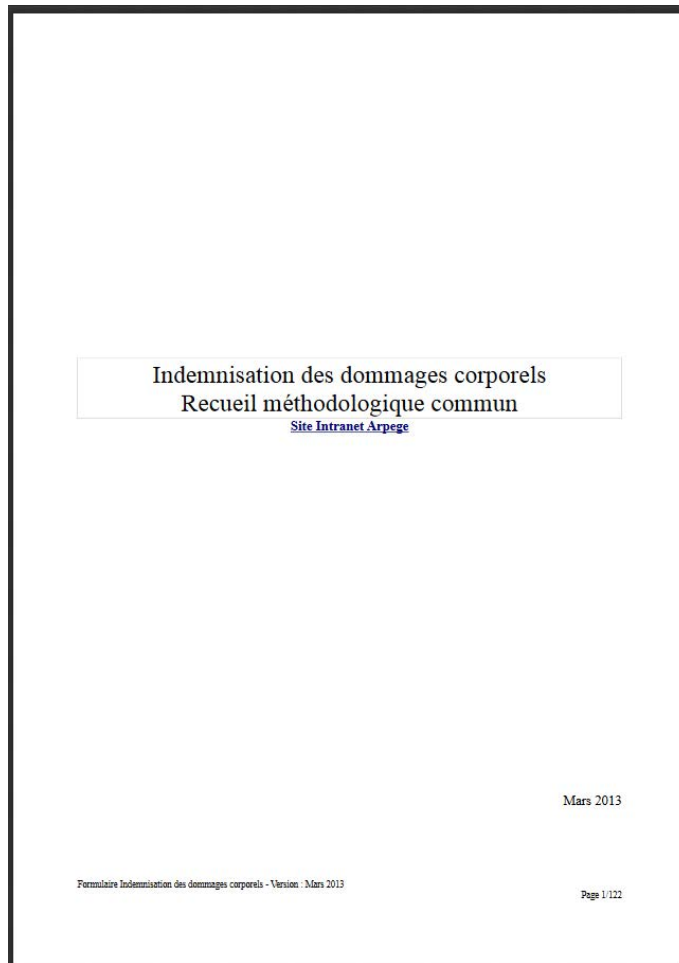 Indemnisation des dommages corporels
Recueil méthodologique commun
Site Intranet Arpege
Mars 2013
Formulaire Indemnisation des dommages corporels - Version : Mars 2013
Page 1/122